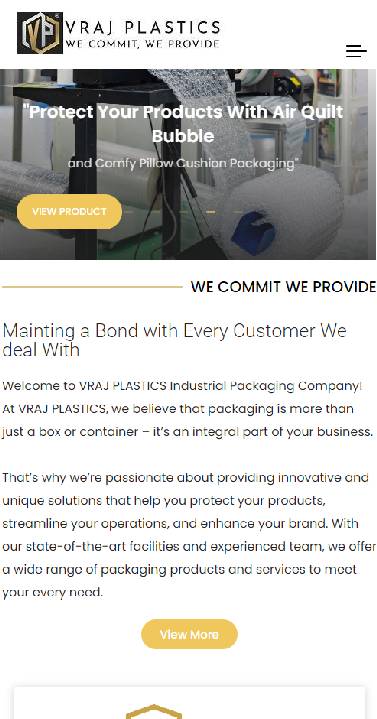 VP
VRAJ PLASTICS
WE COMMIT, WE PROVIDE
"Protect Your Products With Air Quilt
Bubble
and Comfy Pillow Cushion Packaging"
VIEW PRODUCT
WE COMMIT WE PROVIDE
Mainting a Bond with Every Customer We
deal With
Welcome to VRAJ PLASTICS Industrial Packaging Company!
At VRAJ PLASTICS, we believe that packaging is more than
just a box or container – it's an integral part of your business.
That's why we're passionate about providing innovative and
unique solutions that help you protect your products,
streamline your operations, and enhance your brand. With
our state-of-the-art facilities and experienced team, we offer
a wide range of packaging products and services to meet
your every need.
View More